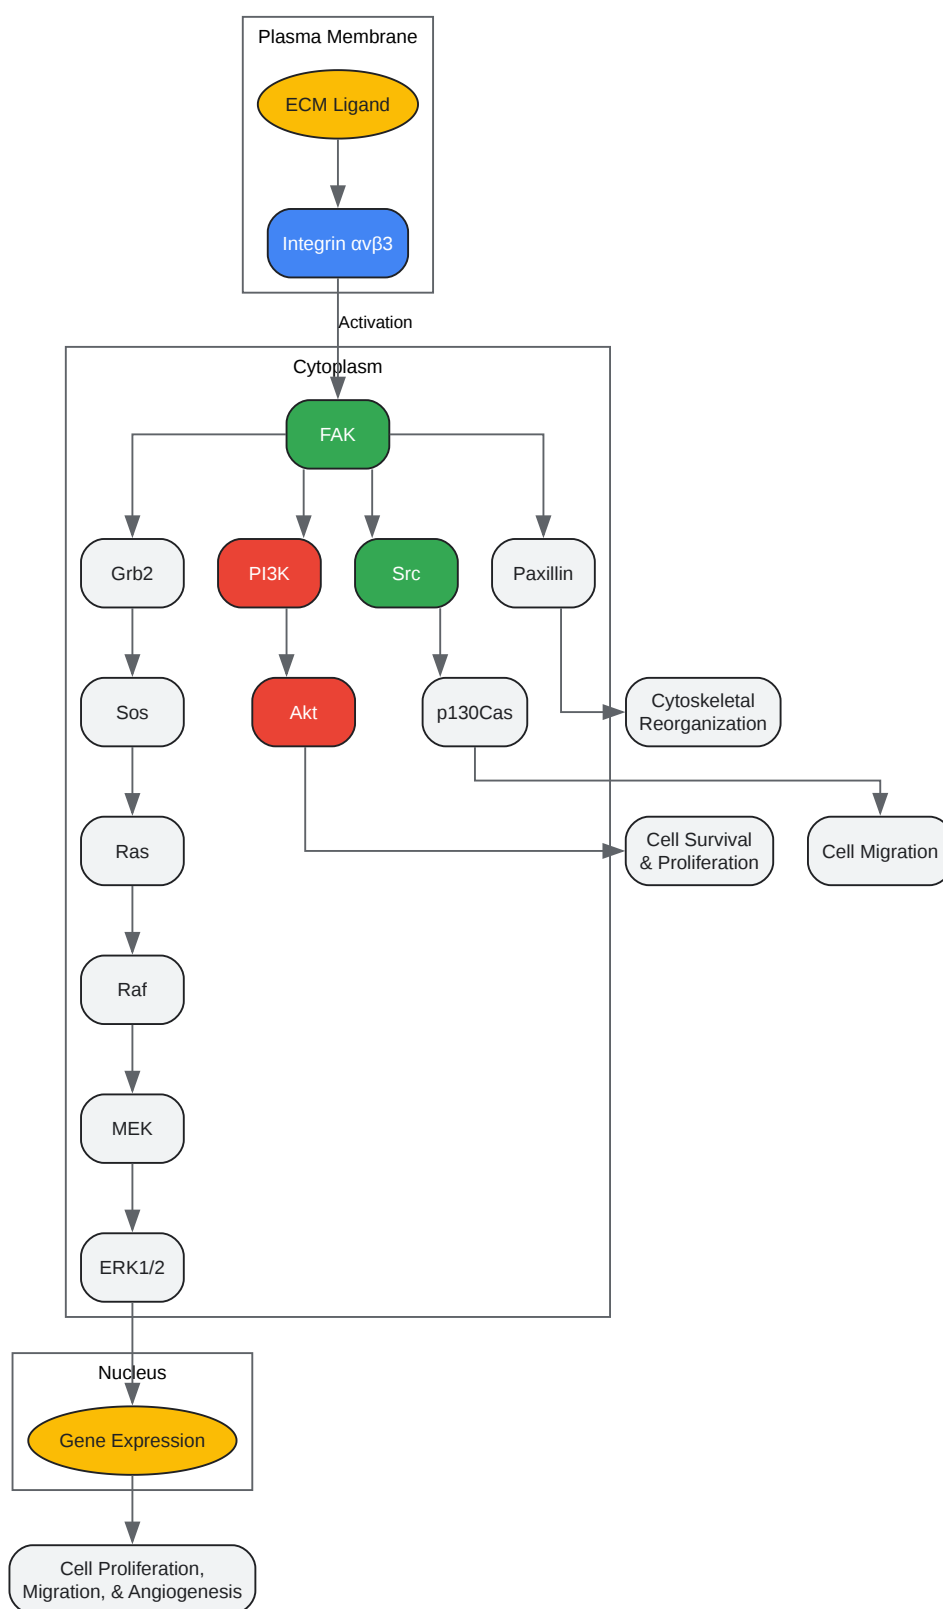 Plasma Membrane
ECM Ligand
Integrin αvβ3
Activation
Cytoplasm
FAK
Grb2
PI3K
Src
Paxillin
Sos
Akt
p130Cas
Cytoskeletal
Reorganization
Ras
Cell Survival
& Proliferation
Cell Migration
Raf
MEK
ERK1/2
Nucleus
Gene Expression
Cell Proliferation,
Migration, & Angiogenesis